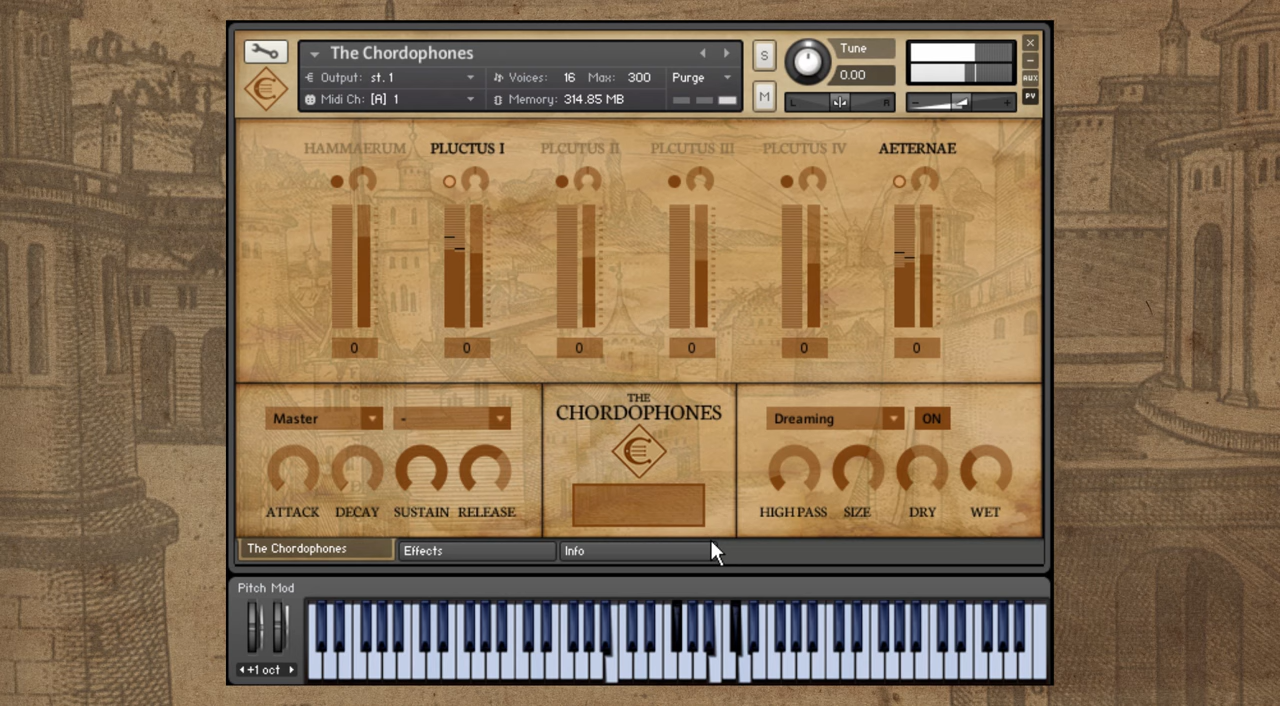 The Chordophones
Output: st.1
Voices: 16 Max: 300
Purge
Midi Ch: [A] 1
Memory: 314.85 MB
S
M
Tune
0.00
L R
- +
×
−
AUX
PV
HAMMAERUM PLUCTUS I PLCUTUS II PLCUTUS III PLCUTUS IV AETERNAE
0 0 0 0 0 0
Master -
ATTACK DECAY SUSTAIN RELEASE
THE
CHORDOPHONES
Dreaming ON
HIGH PASS SIZE DRY WET
The Chordophones Effects Info
Pitch Mod
+1 oct